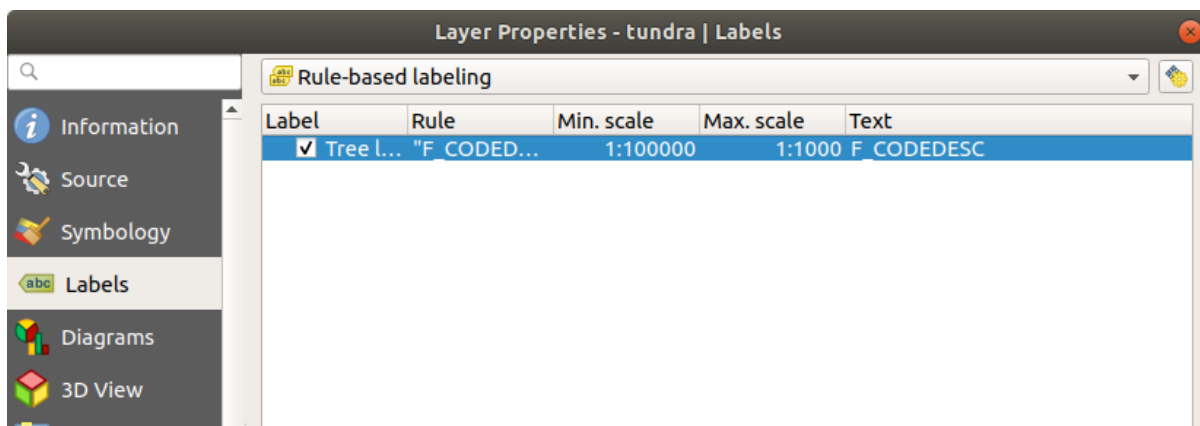 Layer Properties - tundra | Labels
Rule-based labeling
Label Rule Min. scale Max. scale Text
Tree l... "F_CODED... 1:100000 1:1000 F_CODEDESC
Information
Source
Symbology
abc Labels
Diagrams
3D View